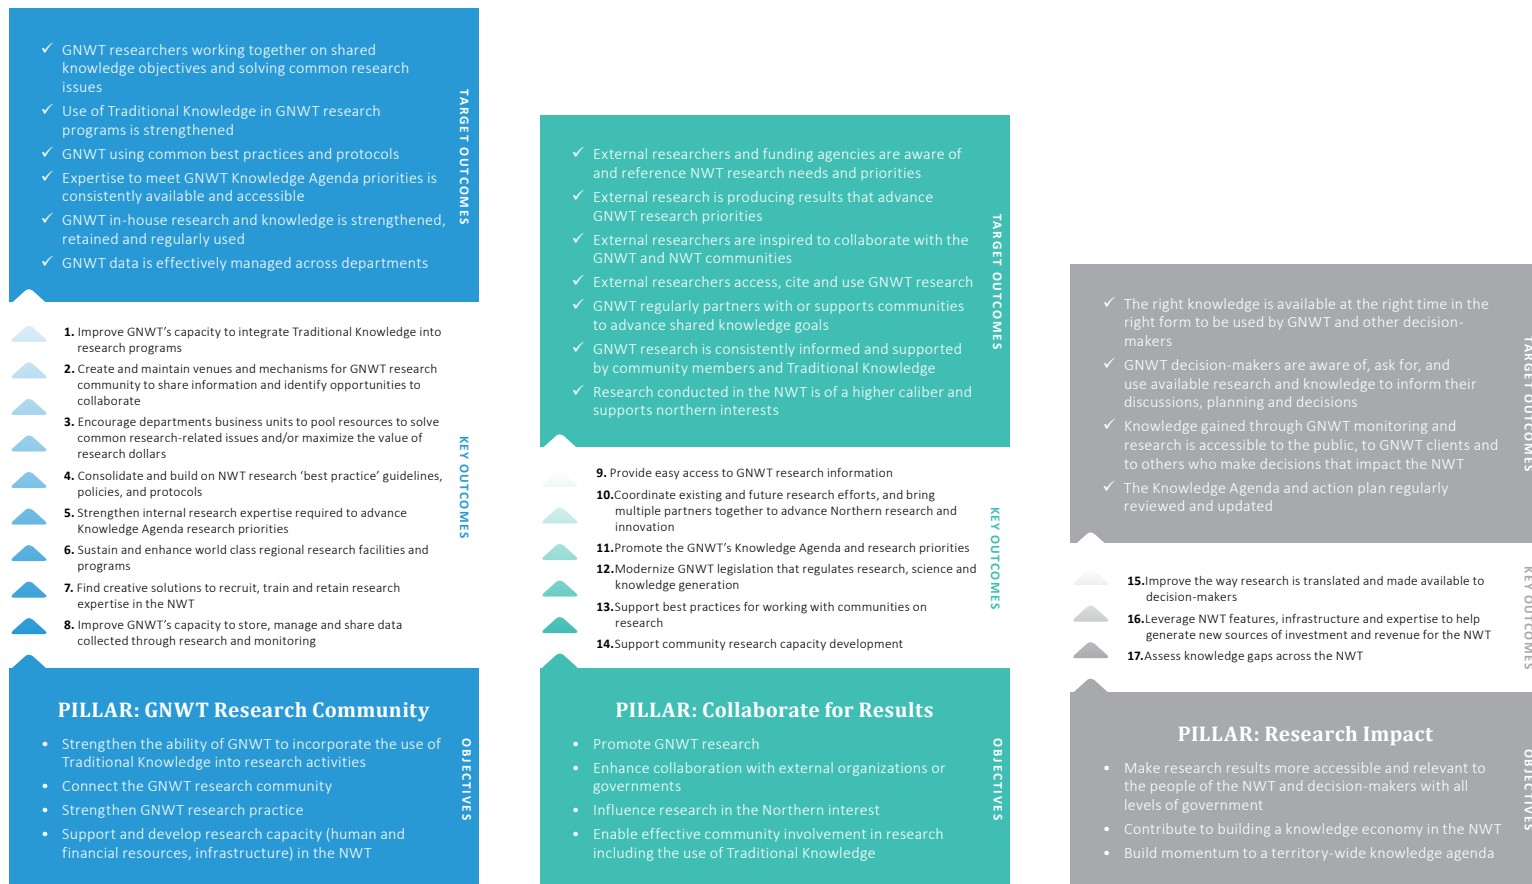 GNWT researchers working together on shared
knowledge objectives and solving common research
issues
Use of Traditional Knowledge in GNWT research
programs is strengthened
GNWT using common best practices and protocols
Expertise to meet GNWT Knowledge Agenda priorities is
consistently available and accessible
GNWT in-house research and knowledge is strengthened,
retained and regularly used
GNWT data is effectively managed across departments
TARGET OUTCOMES
1. Improve GNWT's capacity to integrate Traditional Knowledge into
research programs
2. Create and maintain venues and mechanisms for GNWT research
community to share information and identify opportunities to
collaborate
3. Encourage departments business units to pool resources to solve
common research-related issues and/or maximize the value of
research dollars
4. Consolidate and build on NWT research 'best practice' guidelines,
policies, and protocols
5. Strengthen internal research expertise required to advance
Knowledge Agenda research priorities
6. Sustain and enhance world class regional research facilities and
programs
7. Find creative solutions to recruit, train and retain research
expertise in the NWT
8. Improve GNWT's capacity to store, manage and share data
collected through research and monitoring
KEY OUTCOMES
PILLAR: GNWT Research Community
• Strengthen the ability of GNWT to incorporate the use of
Traditional Knowledge into research activities
• Connect the GNWT research community
• Strengthen GNWT research practice
• Support and develop research capacity (human and
financial resources, infrastructure) in the NWT
OBJECTIVES
External researchers and funding agencies are aware of
and reference NWT research needs and priorities
External research is producing results that advance
GNWT research priorities
External researchers are inspired to collaborate with the
GNWT and NWT communities
External researchers access, cite and use GNWT research
GNWT regularly partners with or supports communities
to advance shared knowledge goals
GNWT research is consistently informed and supported
by community members and Traditional Knowledge
Research conducted in the NWT is of a higher caliber and
supports northern interests
TARGET OUTCOMES
9. Provide easy access to GNWT research information
10.Coordinate existing and future research efforts, and bring
multiple partners together to advance Northern research and
innovation
11.Promote the GNWT's Knowledge Agenda and research priorities
12.Modernize GNWT legislation that regulates research, science and
knowledge generation
13.Support best practices for working with communities on
research
14.Support community research capacity development
KEY OUTCOMES
PILLAR: Collaborate for Results
• Promote GNWT research
• Enhance collaboration with external organizations or
governments
• Influence research in the Northern interest
• Enable effective community involvement in research
including the use of Traditional Knowledge
OBJECTIVES
The right knowledge is available at the right time in the
right form to be used by GNWT and other decision-
makers
GNWT decision-makers are aware of, ask for, and
use available research and knowledge to inform their
discussions, planning and decisions
Knowledge gained through GNWT monitoring and
research is accessible to the public, to GNWT clients and
to others who make decisions that impact the NWT
The Knowledge Agenda and action plan regularly
reviewed and updated
TARGET OUTCOMES
15.Improve the way research is translated and made available to
decision-makers
16.Leverage NWT features, infrastructure and expertise to help
generate new sources of investment and revenue for the NWT
17.Assess knowledge gaps across the NWT
KEY OUTCOMES
PILLAR: Research Impact
• Make research results more accessible and relevant to
the people of the NWT and decision-makers with all
levels of government
• Contribute to building a knowledge economy in the NWT
• Build momentum to a territory-wide knowledge agenda
OBJECTIVES